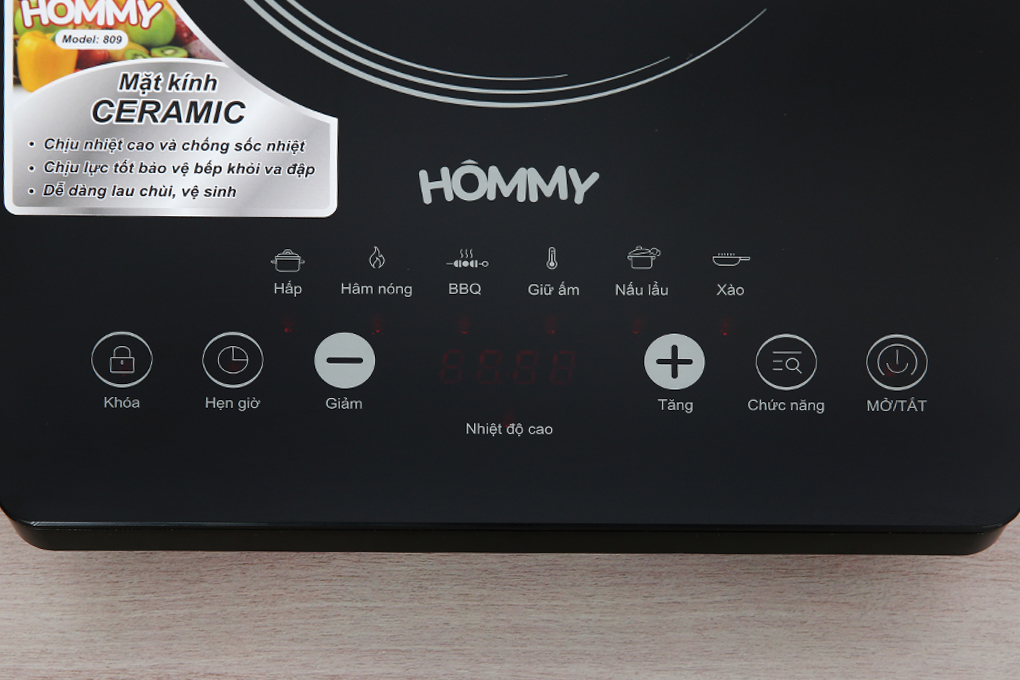 HOMMY
Model: 809
Mặt kính
CERAMIC
• Chịu nhiệt cao và chống sốc nhiệt
• Chịu lực tốt bảo vệ bếp khỏi va đập
• Dễ dàng lau chùi, vệ sinh
HÔMMY
Hấp
Hâm nóng
BBQ
Giữ ấm
Nấu lẩu
Xào
Khóa
Hẹn giờ
Giảm
Tăng
Chức năng
MỞ/TẮT
Nhiệt độ cao